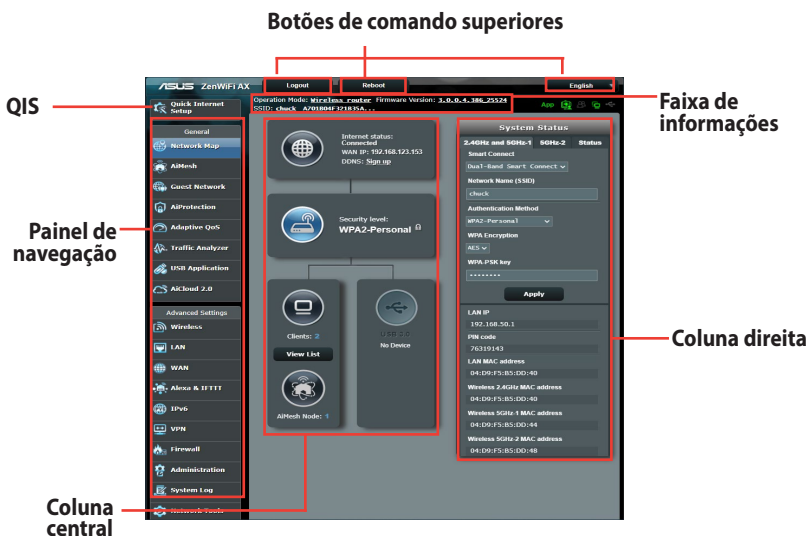 Botões de comando superiores
QIS
Faixa de
informações
Painel de
navegação
Coluna direita
Coluna
central
ASUS ZenWiFi AX
Logout
Reboot
English
Quick Internet
Setup
Operation Mode: Wireless router Firmware Version: 3.0.0.4.386_25524
SSID: chuck A701B04F321B35A...
App
General
Network Map
AiMesh
Guest Network
AiProtection
Adaptive QoS
Traffic Analyzer
USB Application
AiCloud 2.0
Advanced Settings
Wireless
LAN
WAN
Alexa & IFTTT
IPv6
VPN
Firewall
Administration
System Log
Network Tools
Internet status:
Connected
WAN IP: 192.168.123.153
DDNS: Sign up
Security level:
WPA2-Personal
Clients: 2
View List
AiMesh Node: 1
USB 3.0
No Device
System Status
2.4GHz and 5GHz-1 5GHz-2 Status
Smart Connect
Dual-Band Smart Connect
Network Name (SSID)
chuck
Authentication Method
WPA2-Personal
WPA Encryption
AES
WPA-PSK key
••••••••
Apply
LAN IP
192.168.50.1
PIN code
76319143
LAN MAC address
04:D9:F5:B5:DD:40
Wireless 2.4GHz MAC address
04:D9:F5:B5:DD:40
Wireless 5GHz-1 MAC address
04:D9:F5:B5:DD:44
Wireless 5GHz-2 MAC address
04:D9:F5:B5:DD:48